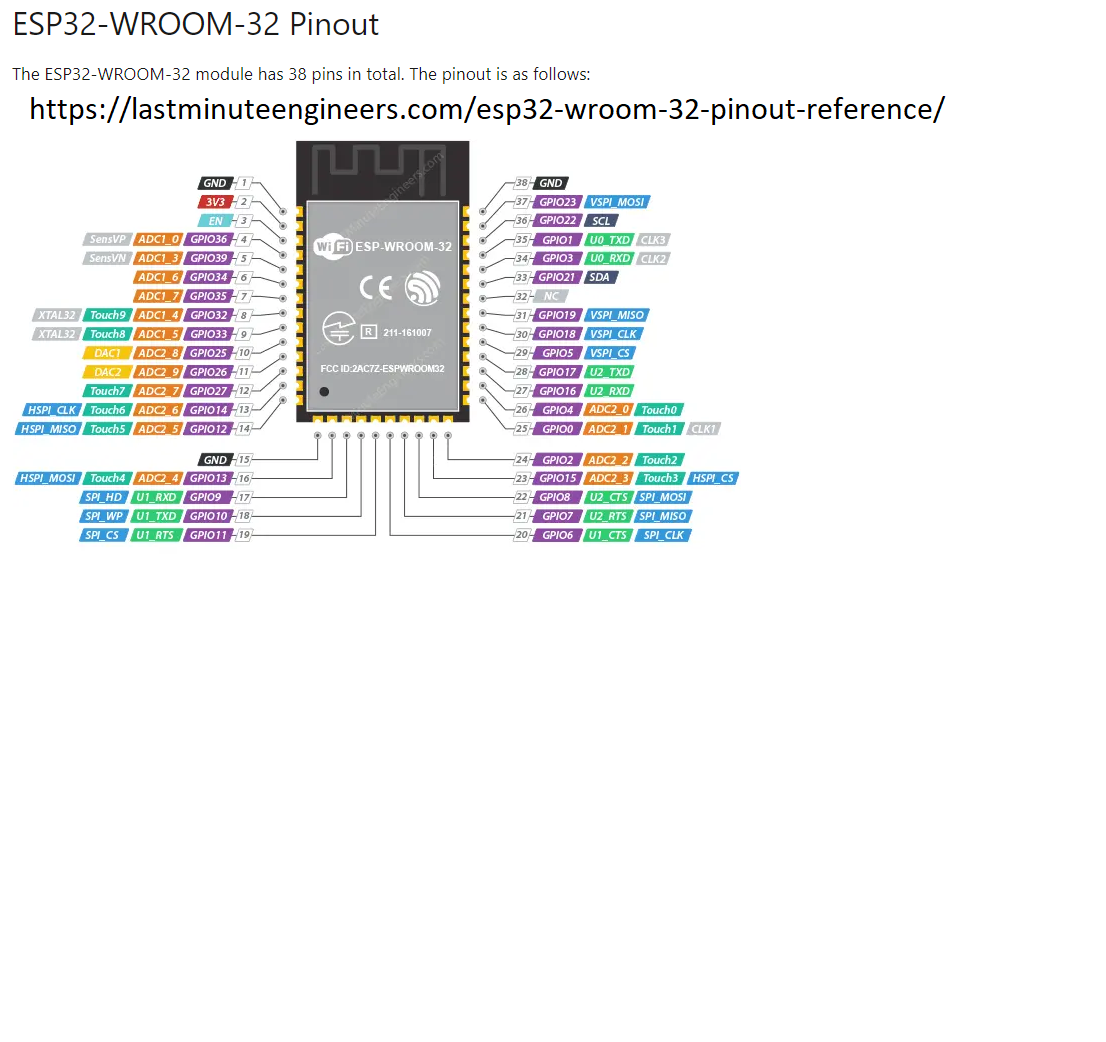 ESP32-WROOM-32 Pinout
The ESP32-WROOM-32 module has 38 pins in total. The pinout is as follows:
https://lastminuteengineers.com/esp32-wroom-32-pinout-reference/
GND 1
3V3 2
EN 3
SensVP ADC1_0 GPIO36 4
SensVN ADC1_3 GPIO39 5
ADC1_6 GPIO34 6
ADC1_7 GPIO35 7
XTAL32 Touch9 ADC1_4 GPIO32 8
XTAL32 Touch8 ADC1_5 GPIO33 9
DAC1 ADC2_8 GPIO25 10
DAC2 ADC2_9 GPIO26 11
Touch7 ADC2_7 GPIO27 12
HSPI_CLK Touch6 ADC2_6 GPIO14 13
HSPI_MISO Touch5 ADC2_5 GPIO12 14
GND 15
HSPI_MOSI Touch4 ADC2_4 GPIO13 16
SPI_HD U1_RXD GPIO9 17
SPI_WP U1_TXD GPIO10 18
SPI_CS U1_RTS GPIO11 19
WiFi ESP-WROOM-32
CE
R 211-161007
FCC ID:2AC7Z-ESPWROOM32
38 GND
37 GPIO23 VSPI_MOSI
36 GPIO22 SCL
35 GPIO1 U0_TXD CLK3
34 GPIO3 U0_RXD CLK2
33 GPIO21 SDA
32 NC
31 GPIO19 VSPI_MISO
30 GPIO18 VSPI_CLK
29 GPIO5 VSPI_CS
28 GPIO17 U2_TXD
27 GPIO16 U2_RXD
26 GPIO4 ADC2_0 Touch0
25 GPIO0 ADC2_1 Touch1 CLK1
24 GPIO2 ADC2_2 Touch2
23 GPIO15 ADC2_3 Touch3 HSPI_CS
22 GPIO8 U2_CTS SPI_MOSI
21 GPIO7 U2_RTS SPI_MISO
20 GPIO6 U1_CTS SPI_CLK